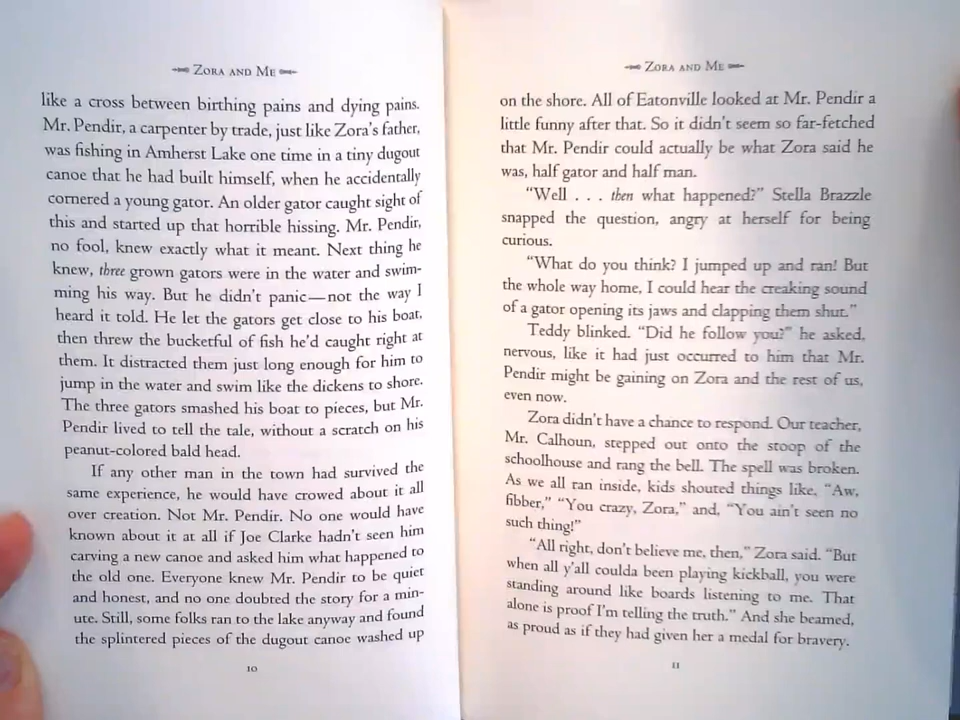 ZORA AND ME
like a cross between birthing pains and dying pains.
Mr. Pendir, a carpenter by trade, just like Zora's father,
was fishing in Amherst Lake one time in a tiny dugout
canoe that he had built himself, when he accidentally
cornered a young gator. An older gator caught sight of
this and started up that horrible hissing. Mr. Pendir,
no fool, knew exactly what it meant. Next thing he
knew, three grown gators were in the water and swim-
ming his way. But he didn't panic—not the way I
heard it told. He let the gators get close to his boat,
then threw the bucketful of fish he'd caught right at
them. It distracted them just long enough for him to
jump in the water and swim like the dickens to shore.
The three gators smashed his boat to pieces, but Mr.
Pendir lived to tell the tale, without a scratch on his
peanut-colored bald head.
If any other man in the town had survived the
same experience, he would have crowed about it all
over creation. Not Mr. Pendir. No one would have
known about it at all if Joe Clarke hadn't seen him
carving a new canoe and asked him what happened to
the old one. Everyone knew Mr. Pendir to be quiet
and honest, and no one doubted the story for a min-
ute. Still, some folks ran to the lake anyway and found
the splintered pieces of the dugout canoe washed up
10
ZORA AND ME
on the shore. All of Eatonville looked at Mr. Pendir a
little funny after that. So it didn't seem so far-fetched
that Mr. Pendir could actually be what Zora said he
was, half gator and half man.
"Well . . . then what happened?" Stella Brazzle
snapped the question, angry at herself for being
curious.
"What do you think? I jumped up and ran! But
the whole way home, I could hear the creaking sound
of a gator opening its jaws and clapping them shut."
Teddy blinked. "Did he follow you?" he asked,
nervous, like it had just occurred to him that Mr.
Pendir might be gaining on Zora and the rest of us,
even now.
Zora didn't have a chance to respond. Our teacher,
Mr. Calhoun, stepped out onto the stoop of the
schoolhouse and rang the bell. The spell was broken.
As we all ran inside, kids shouted things like, "Aw,
fibber," "You crazy, Zora," and, "You ain't seen no
such thing!"
"All right, don't believe me, then," Zora said. "But
when all y'all coulda been playing kickball, you were
standing around like boards listening to me. That
alone is proof I'm telling the truth." And she beamed,
as proud as if they had given her a medal for bravery.
11